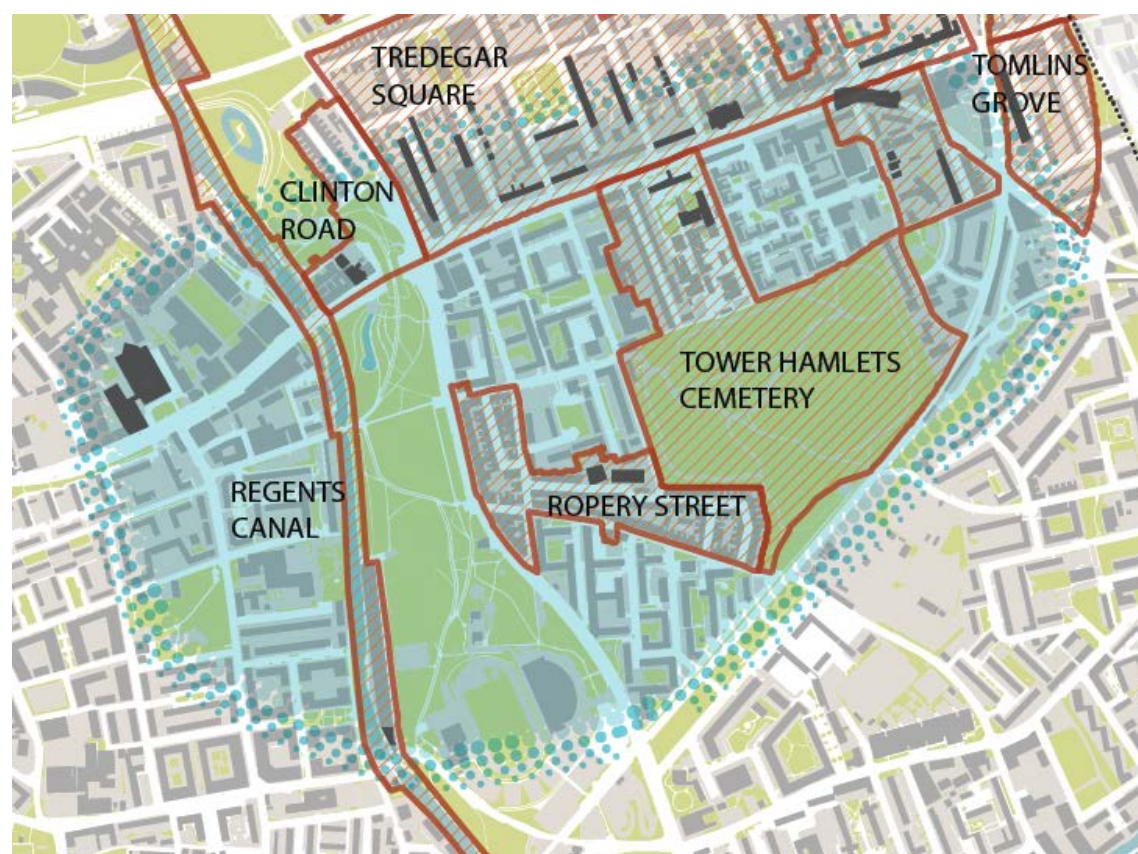 TREDEGAR
SQUARE
TOMLINS
GROVE
CLINTON
ROAD
TOWER HAMLETS
CEMETERY
REGENTS
CANAL
ROPERY STREET